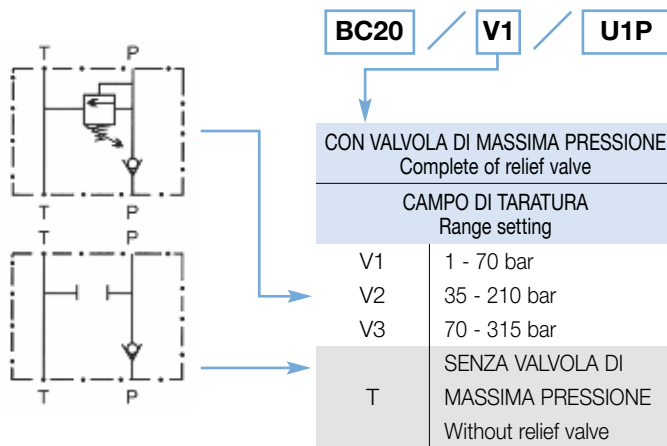 BC20 / V1 / U1P
T P
T P
T P
T P
CON VALVOLA DI MASSIMA PRESSIONE
Complete of relief valve
CAMPO DI TARATURA
Range setting
V1 1 - 70 bar
V2 35 - 210 bar
V3 70 - 315 bar
T SENZA VALVOLA DI
MASSIMA PRESSIONE
Without relief valve